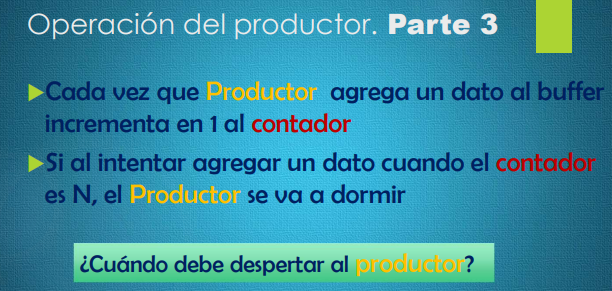 Operación del productor. Parte 3
Cada vez que Productor agrega un dato al buffer
incrementa en 1 al contador
Si al intentar agregar un dato cuando el contador
es N, el Productor se va a dormir
¿Cuándo debe despertar al productor?